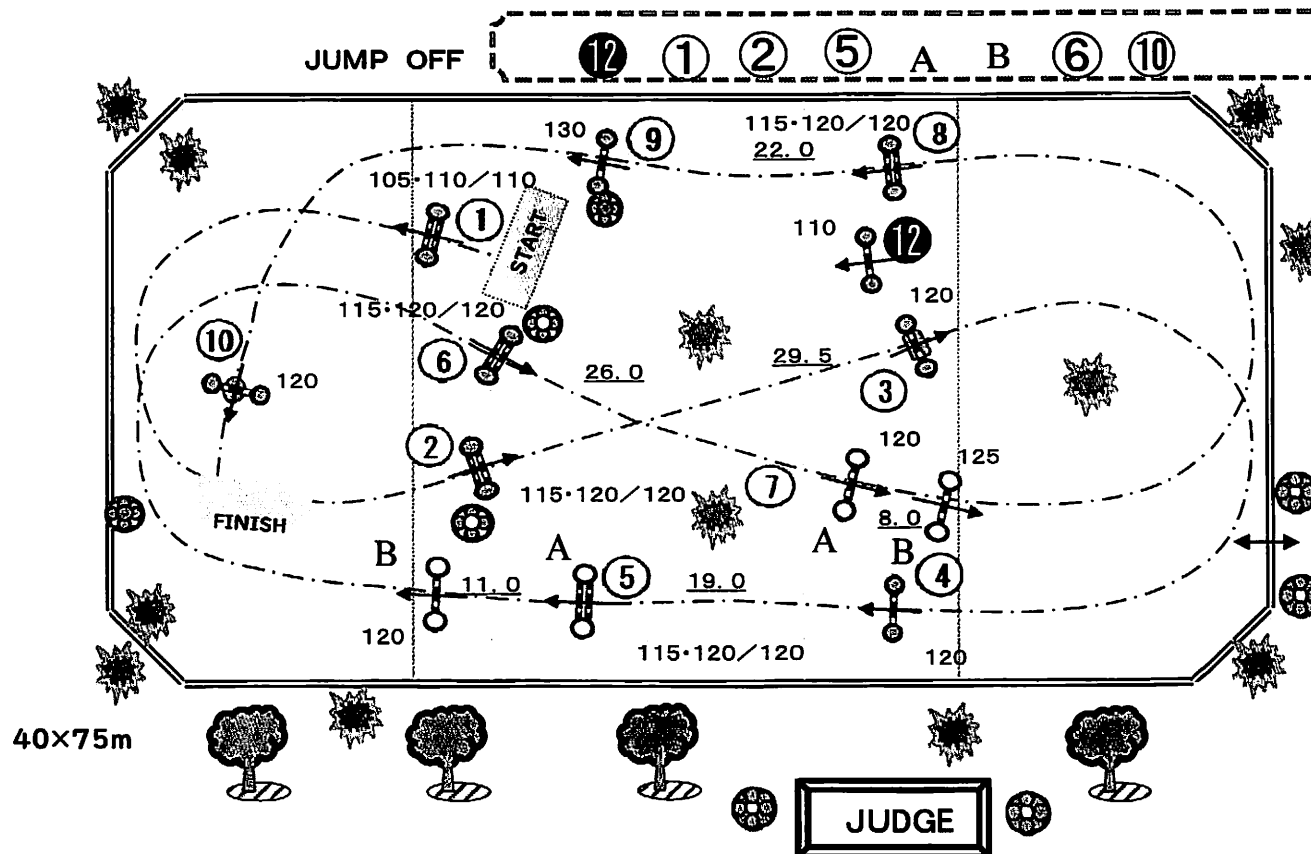 JUMP OFF 12 1 2 5 A B 6 10
130 9 115・120/120 8
22.0
105・110/110
1 START 110 12
115・120/120 120
10 6 26.0 29.5 3
120
2 120 125
115・120/120 7
FINISH 8.0
B A 5 A B 4
11.0 19.0
120 115・120/120 120
40×75m
JUDGE